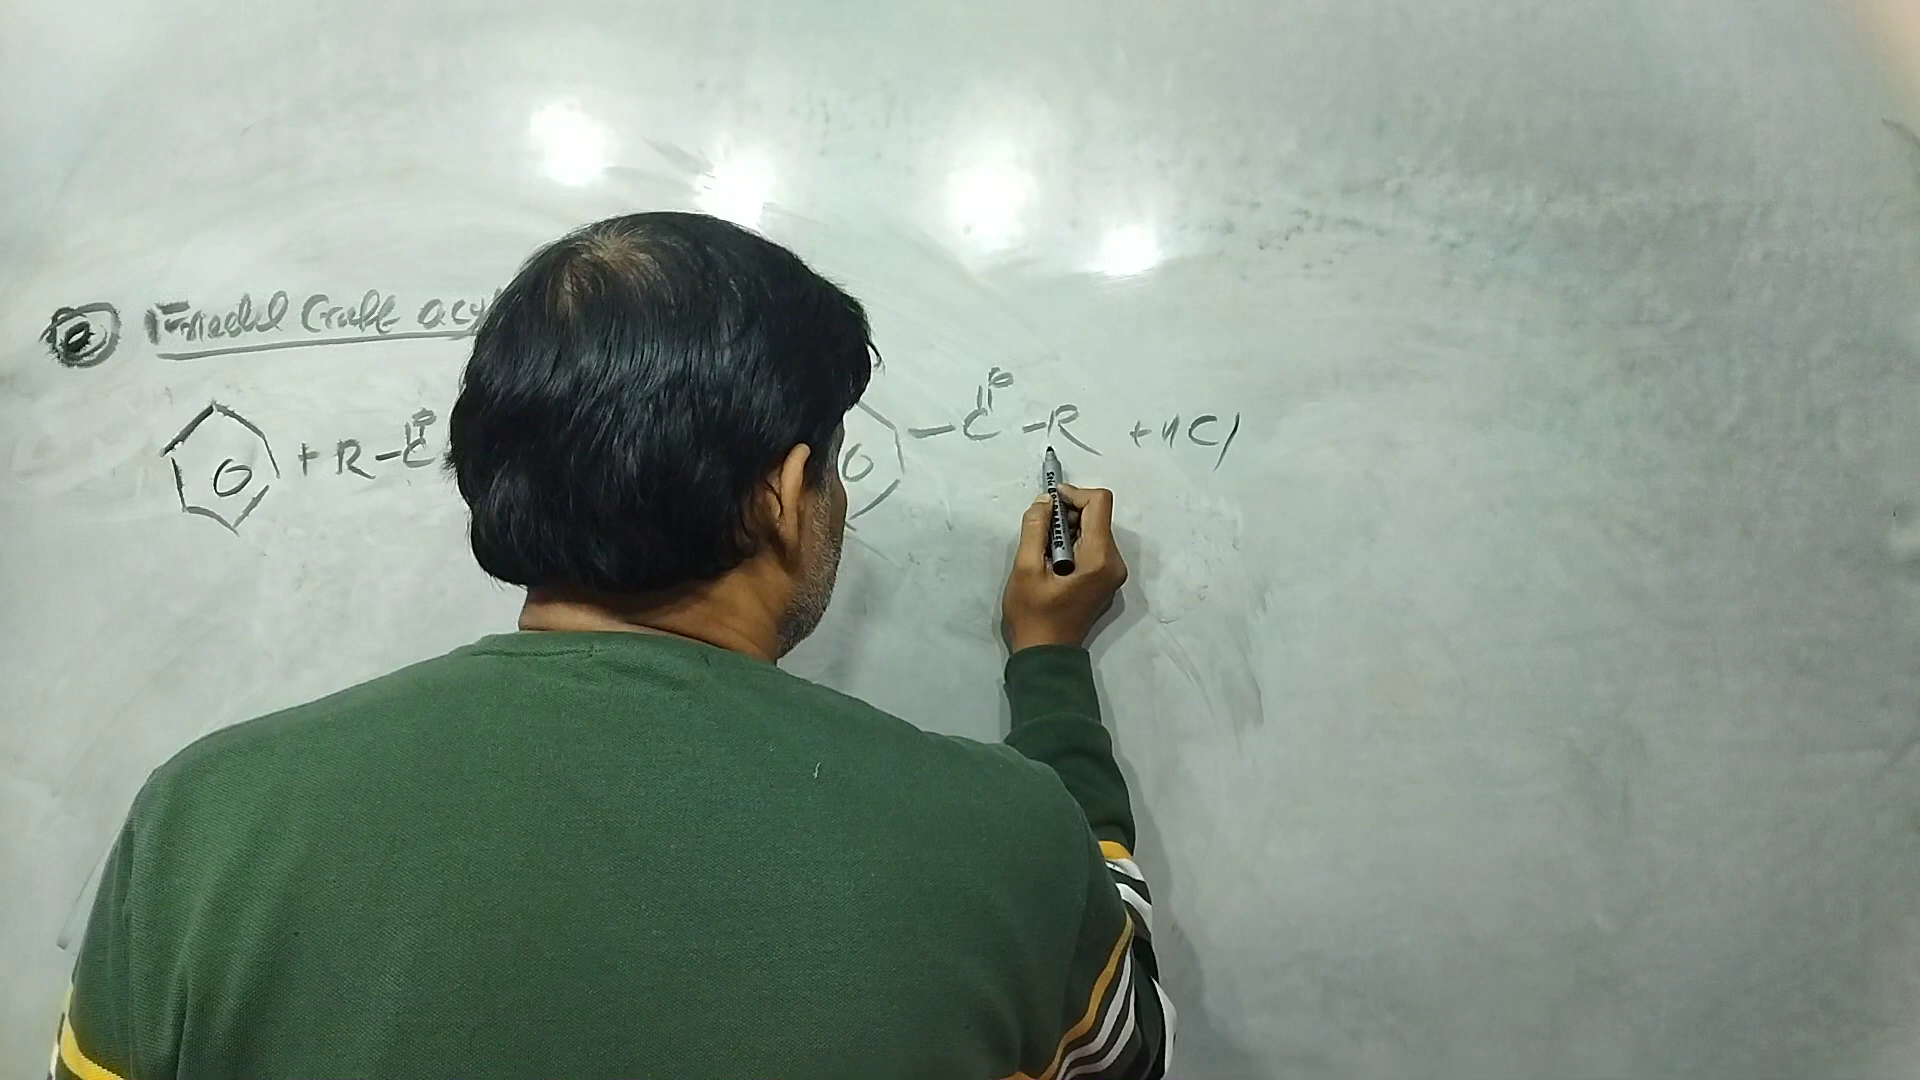 Friedel Craft acy
+ R-C O -C-R + HCl
O O